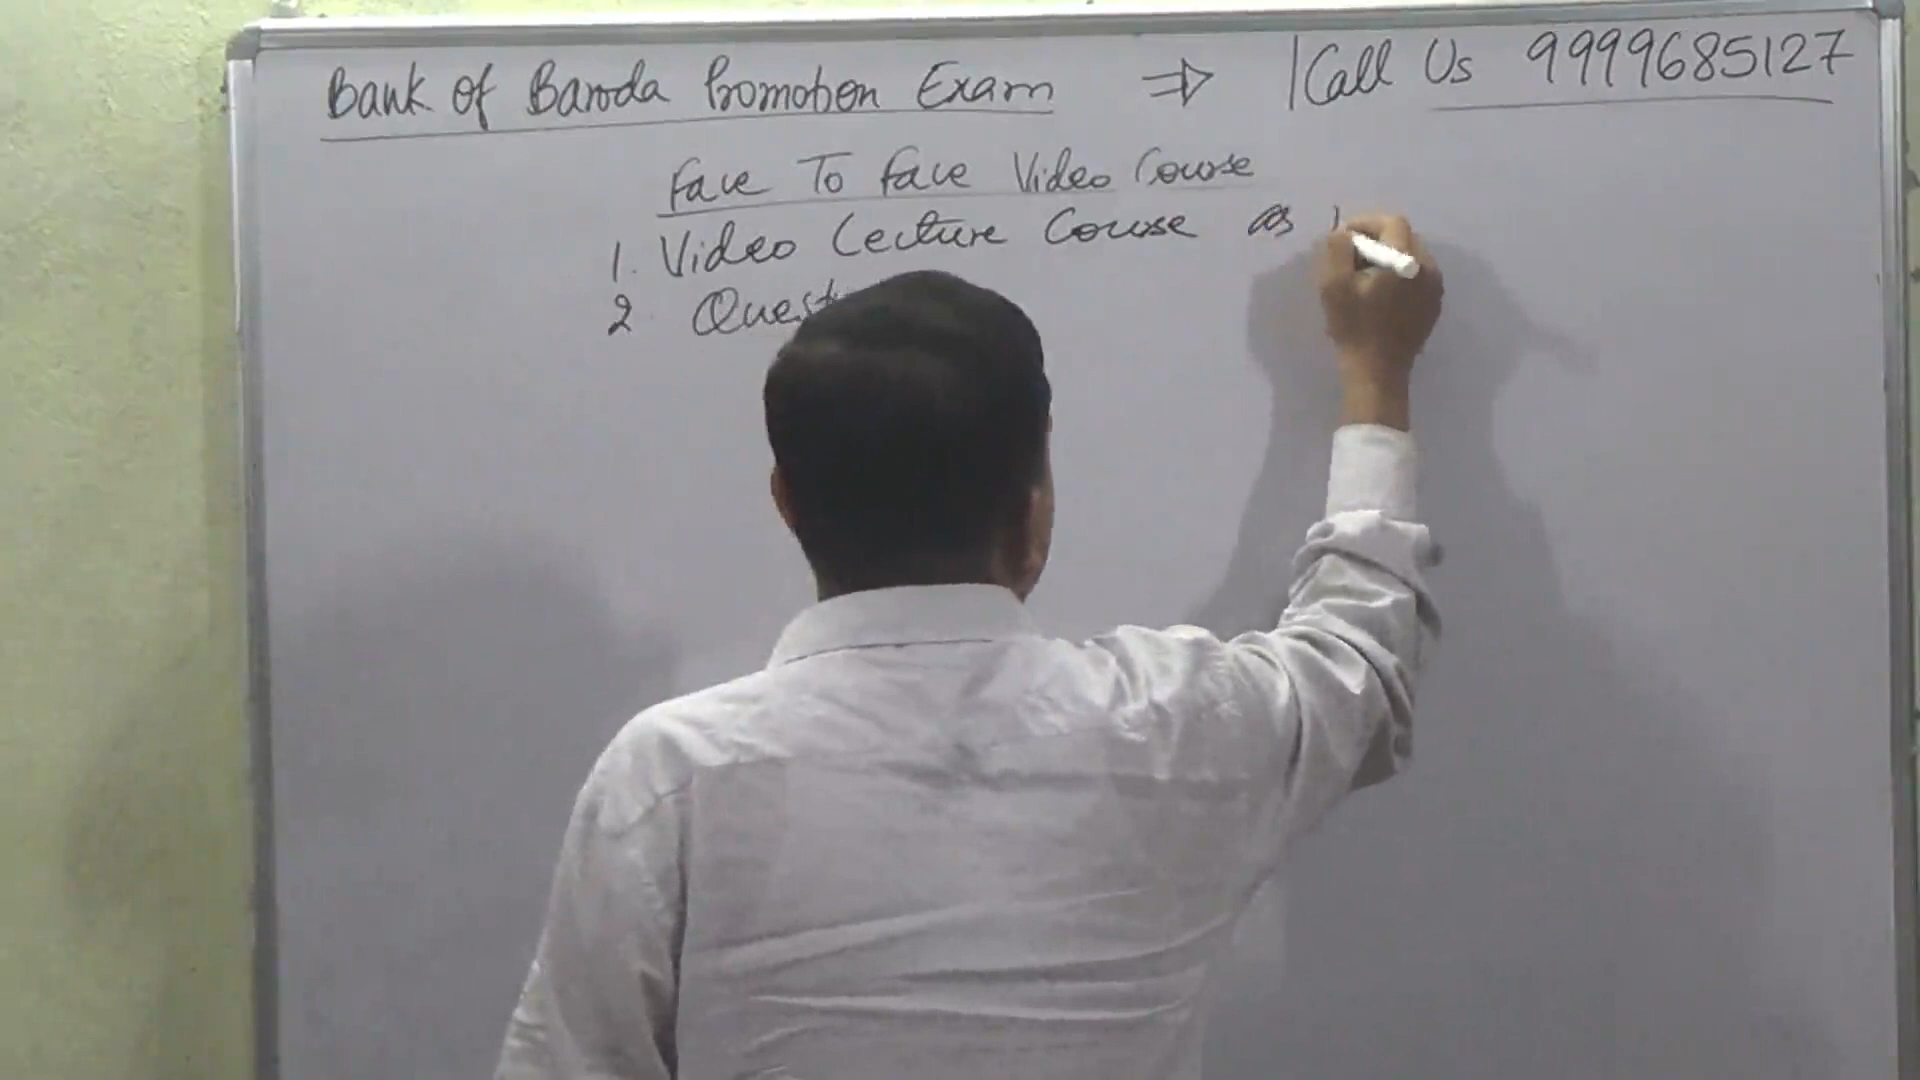 Bank of Baroda Promotion Exam ⇒ Call Us 9999685127
Face To Face Video Course
1. Video Lecture Course as
2.